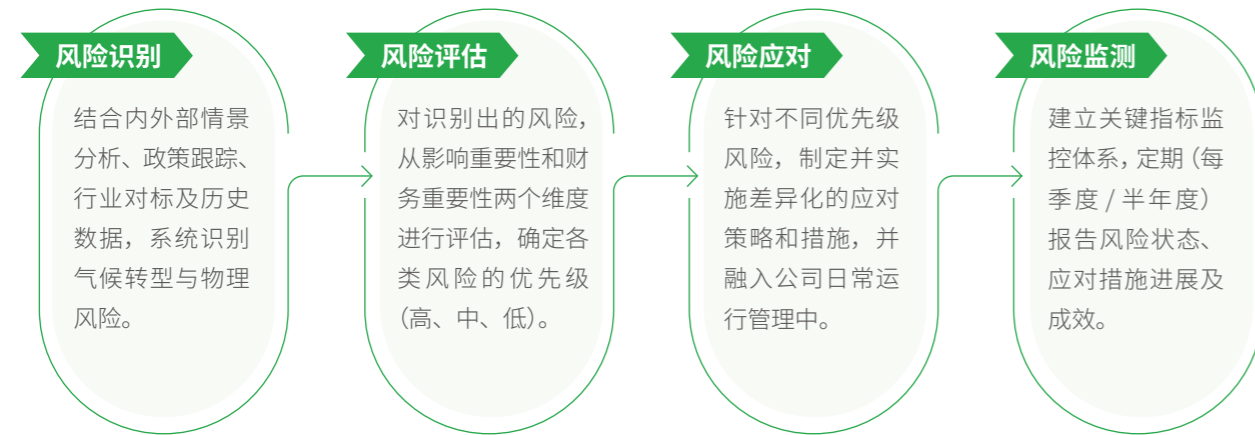 风险识别
结合内外部情景
分析、政策跟踪、
行业对标及历史
数据，系统识别
气候转型与物理
风险。
风险评估
对识别出的风险，
从影响重要性和财
务重要性两个维度
进行评估，确定各
类风险的优先级
（高、中、低）。
风险应对
针对不同优先级
风险，制定并实
施差异化的应对
策略和措施，并
融入公司日常运
行管理中。
风险监测
建立关键指标监
控体系，定期（每
季度 / 半年度）
报告风险状态、
应对措施进展及
成效。